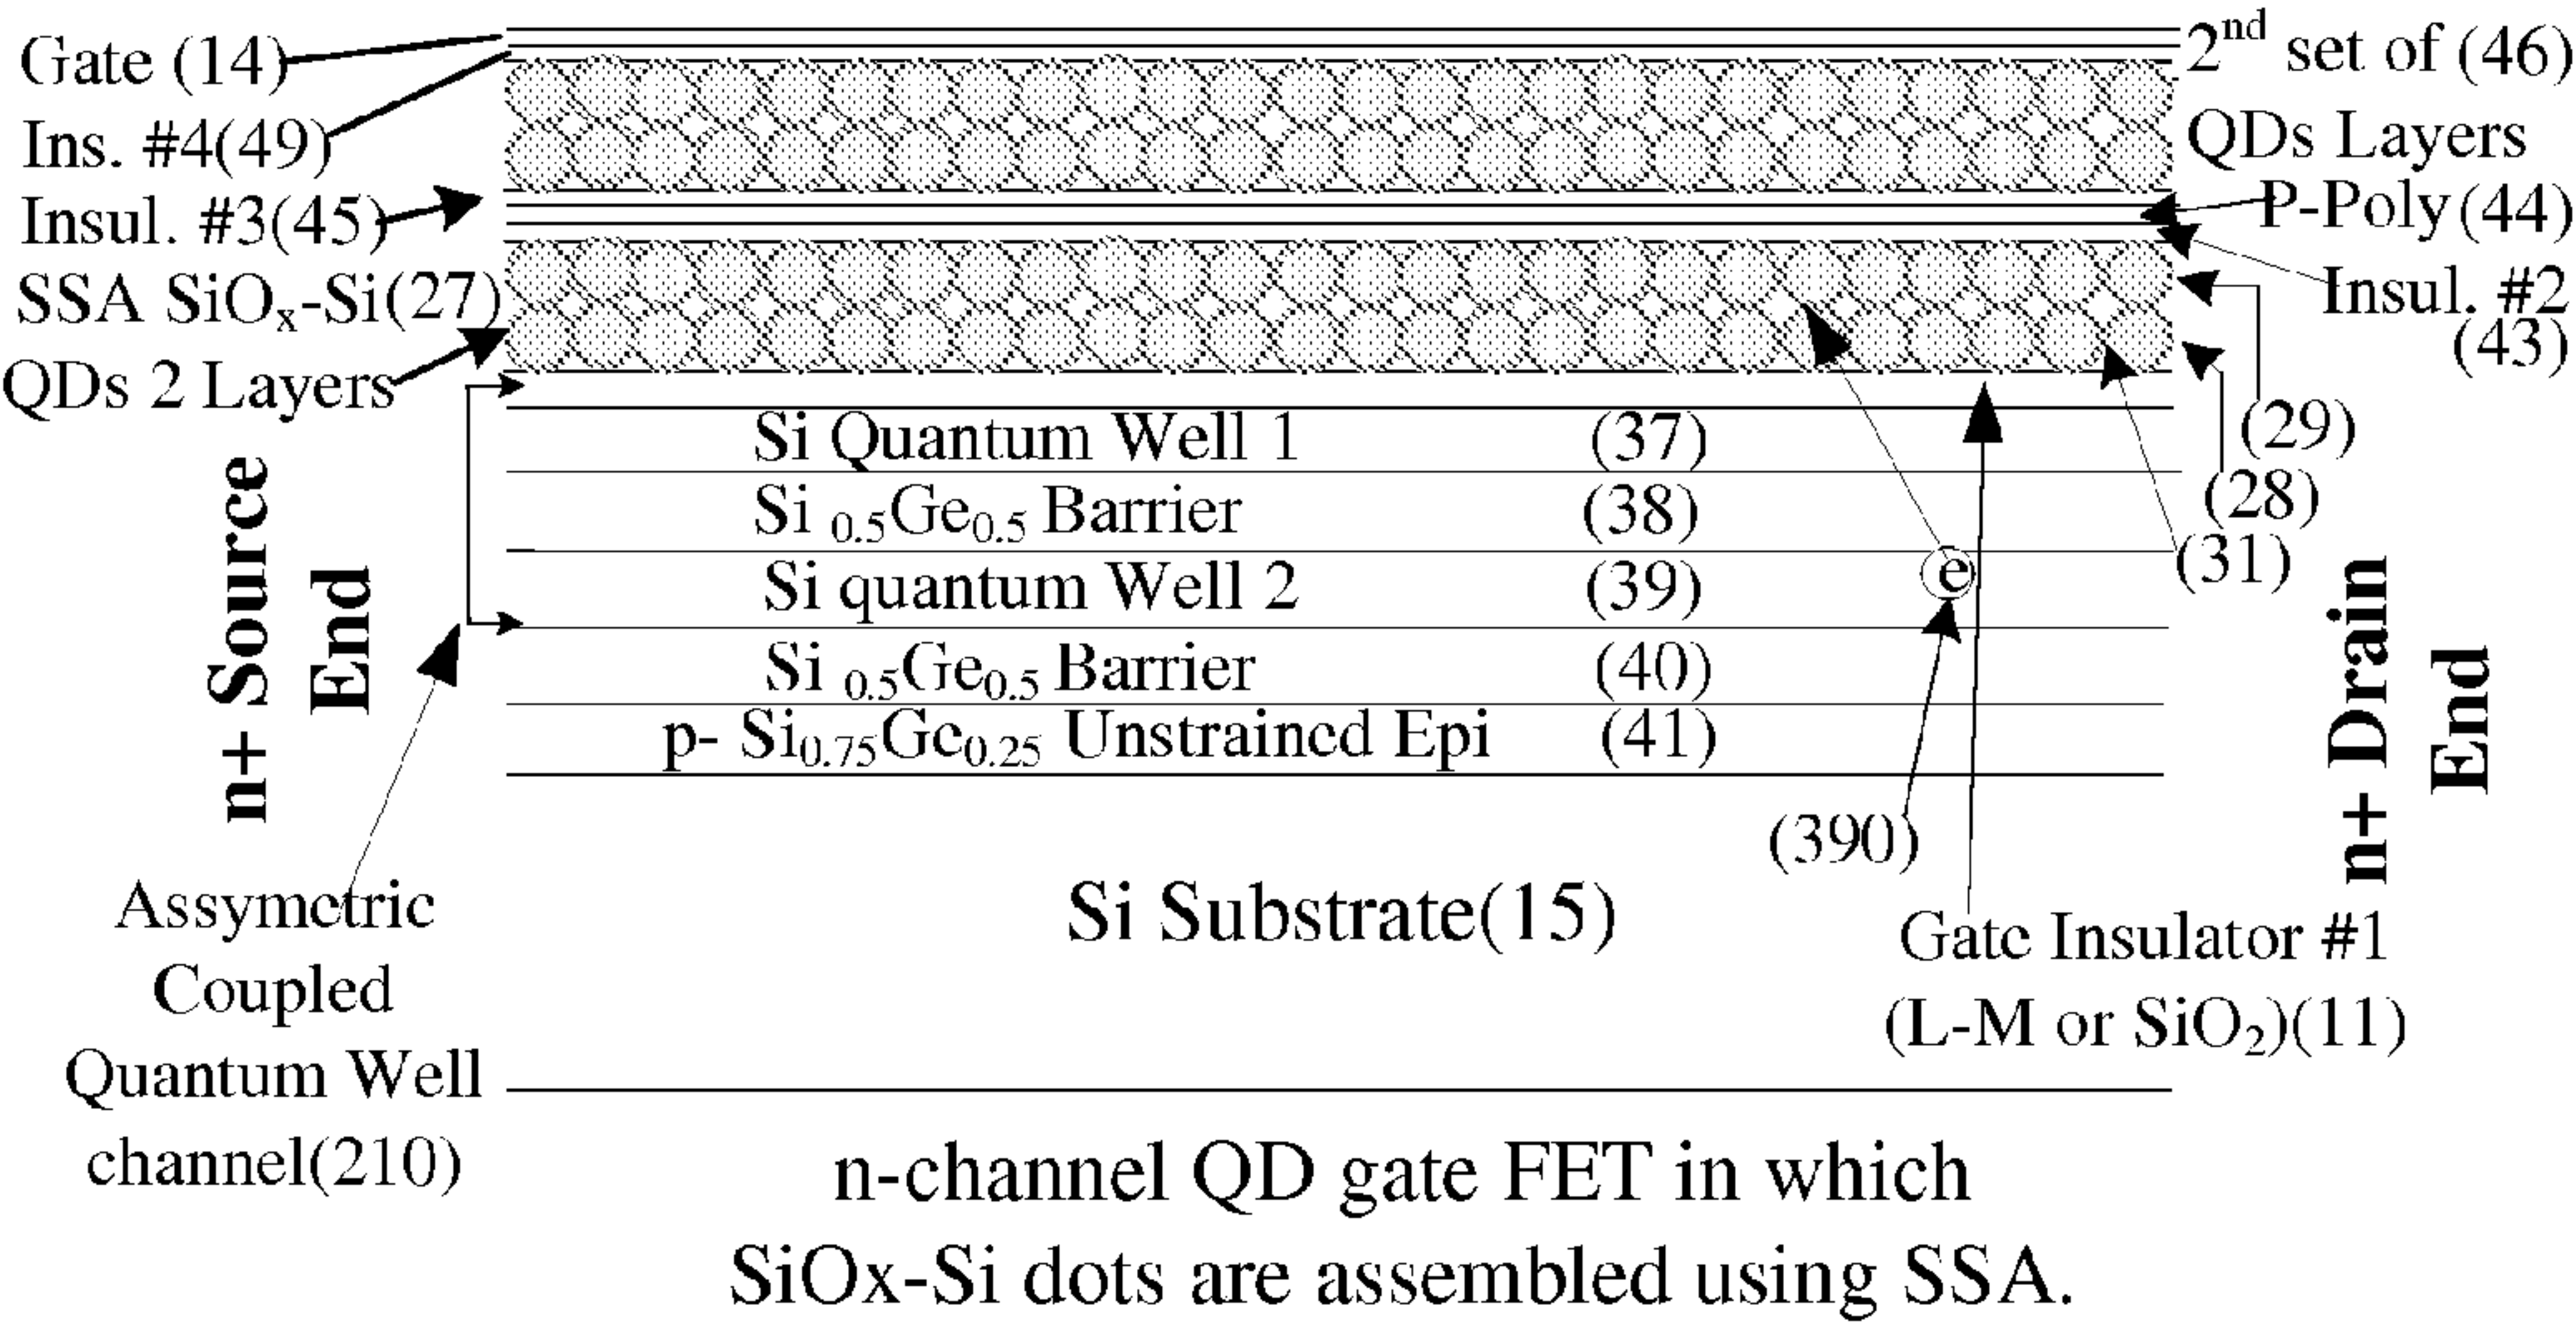 Gate (14)
Ins. #4(49)
Insul. #3(45)
SSA SiOx-Si(27)
QDs 2 Layers
2nd set of (46)
QDs Layers
P-Poly (44)
Insul. #2
(43)
(29)
(28)
(31)
Si Quantum Well 1 (37)
Si 0.5Ge0.5 Barrier (38)
Si quantum Well 2 (39)
e
Si 0.5Ge0.5 Barrier (40)
p- Si0.75Ge0.25 Unstrained Epi (41)
n+ Source
End
n+ Drain
End
(390)
Si Substrate(15)
Assymetric
Coupled
Quantum Well
channel(210)
Gate Insulator #1
(L-M or SiO2)(11)
n-channel QD gate FET in which
SiOx-Si dots are assembled using SSA.